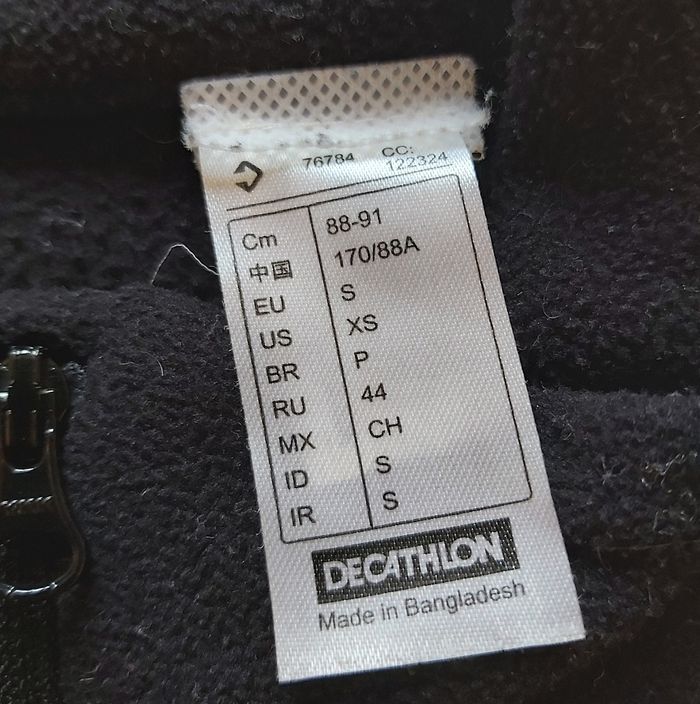 76784 CC:
122324
Cm 88-91
中国 170/88A
EU S
US XS
BR P
RU 44
MX CH
ID S
IR S
DECATHLON
Made in Bangladesh